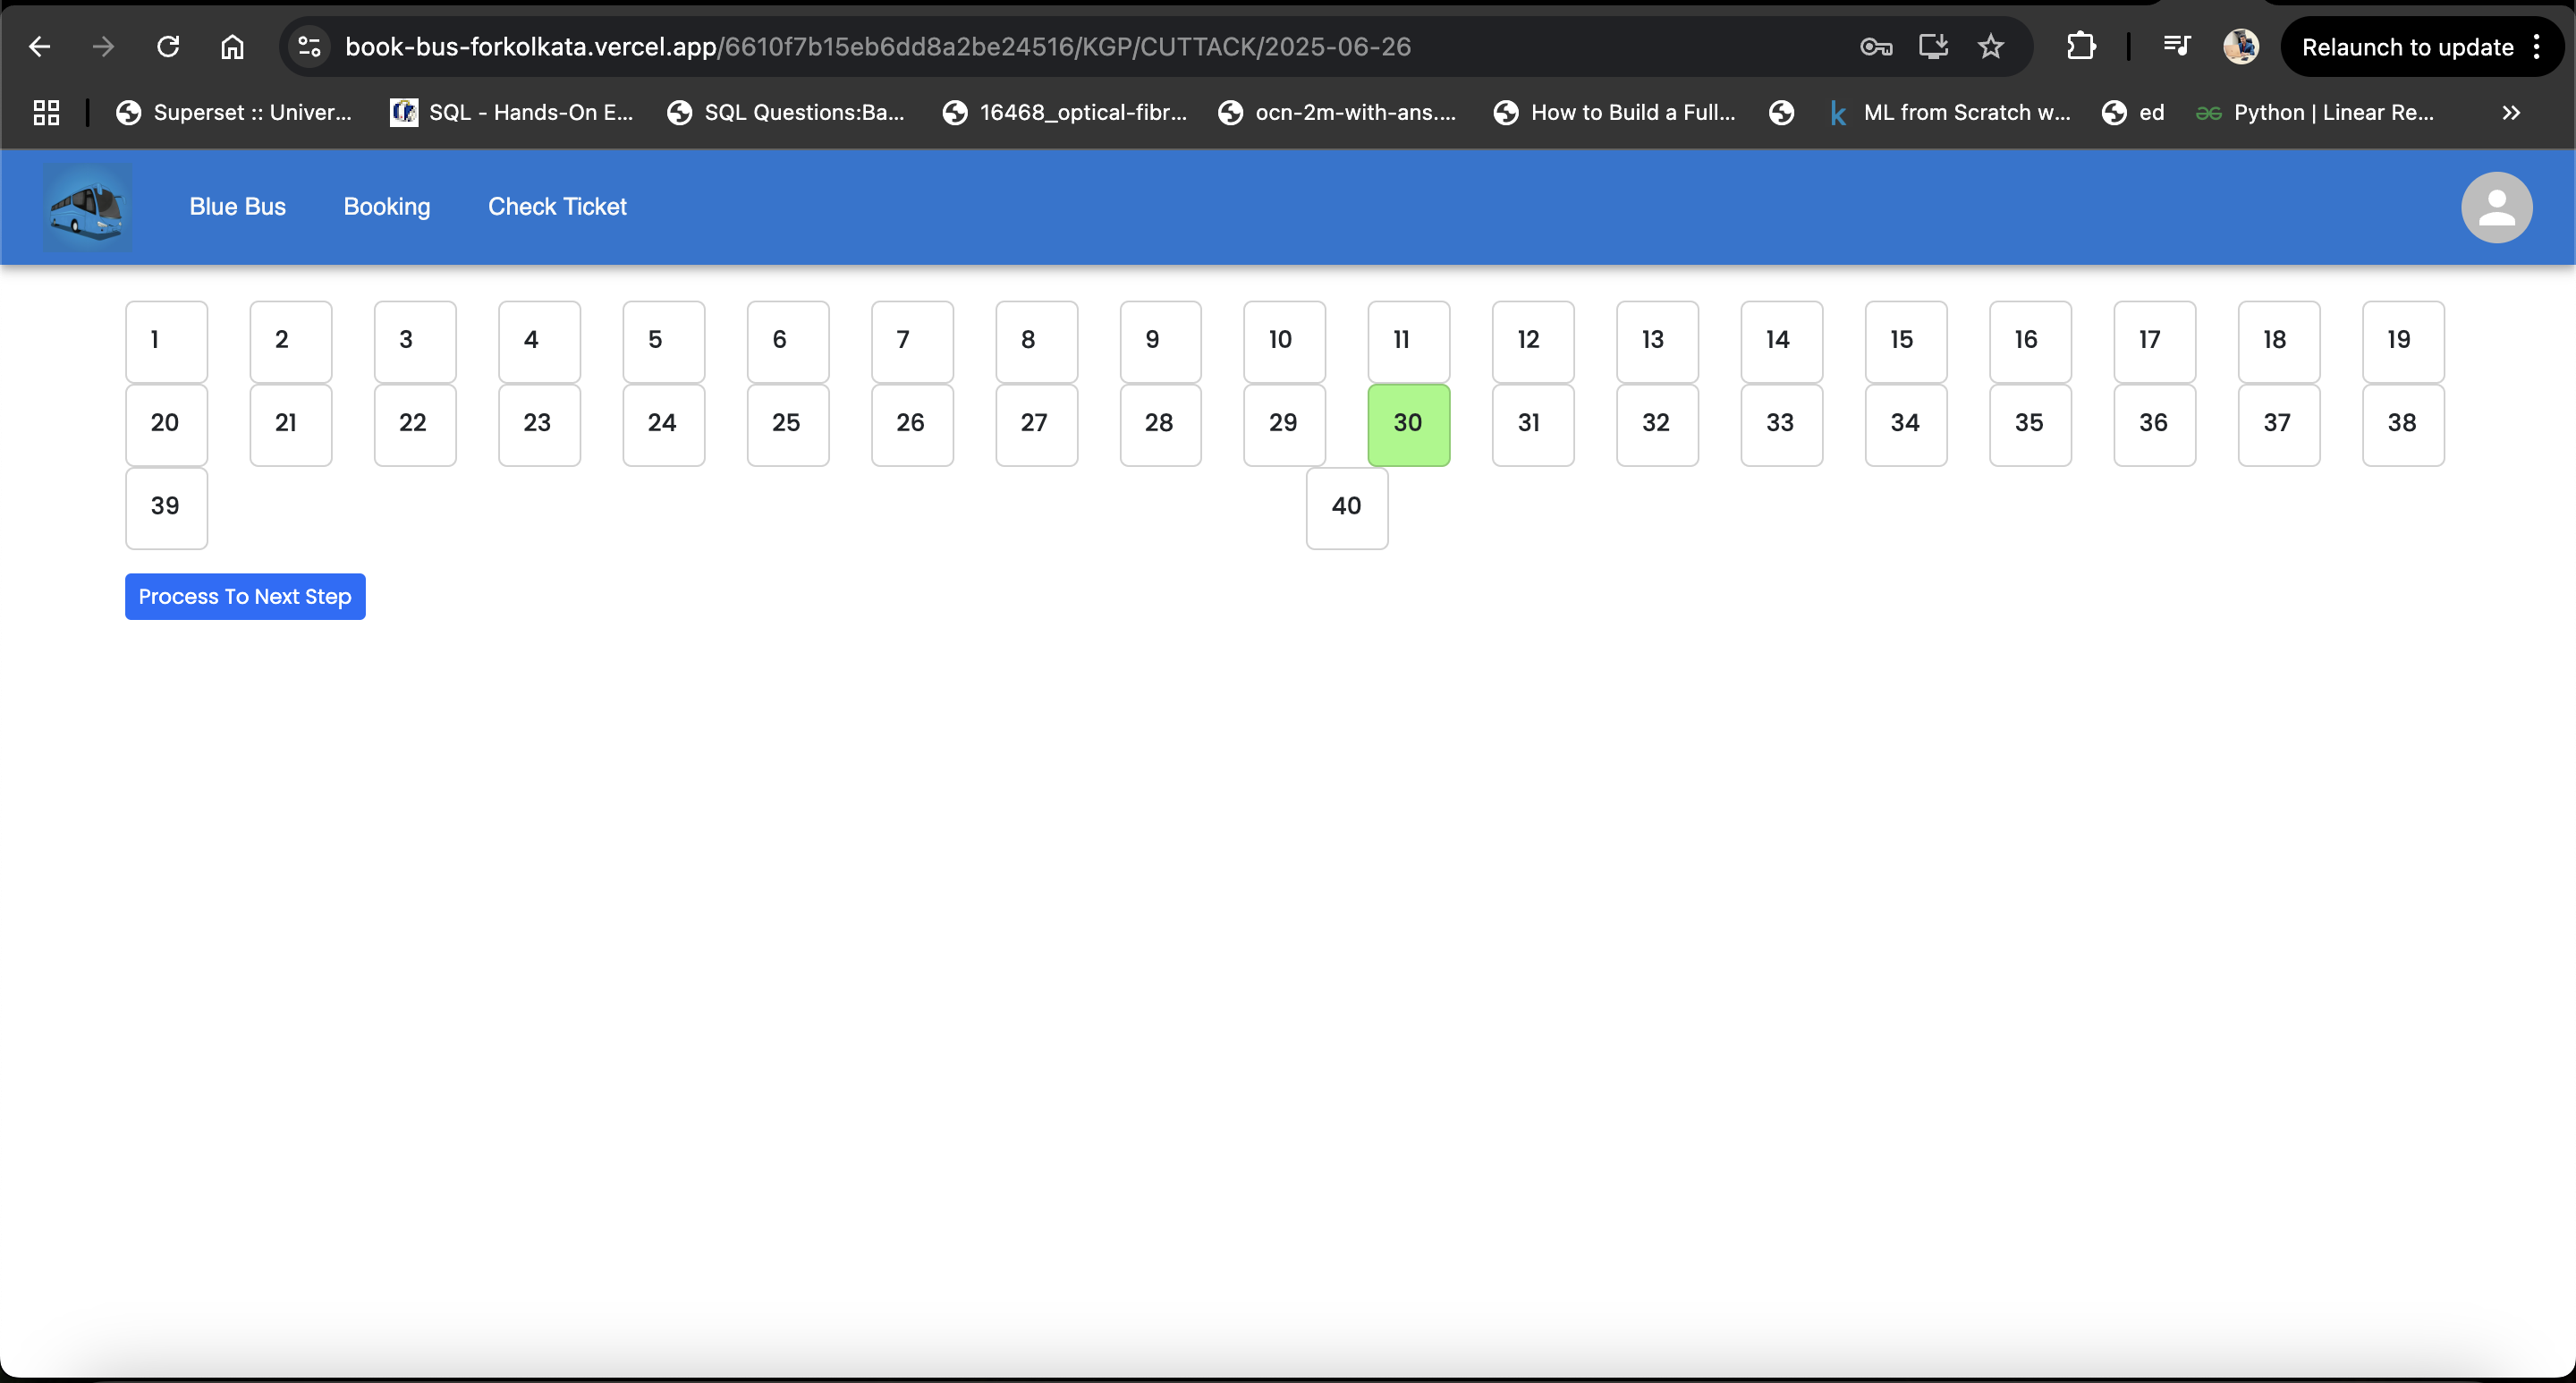 book-bus-forkolkata.vercel.app/6610f7b15eb6dd8a2be24516/KGP/CUTTACK/2025-06-26 Relaunch to update
Superset :: Univer... SQL - Hands-On E... SQL Questions:Ba... 16468_optical-fibr... ocn-2m-with-ans.... How to Build a Full... k ML from Scratch w... ed Python | Linear Re...
Blue Bus Booking Check Ticket
1 2 3 4 5 6 7 8 9 10 11 12 13 14 15 16 17 18 19
20 21 22 23 24 25 26 27 28 29 30 31 32 33 34 35 36 37 38
39 40
Process To Next Step